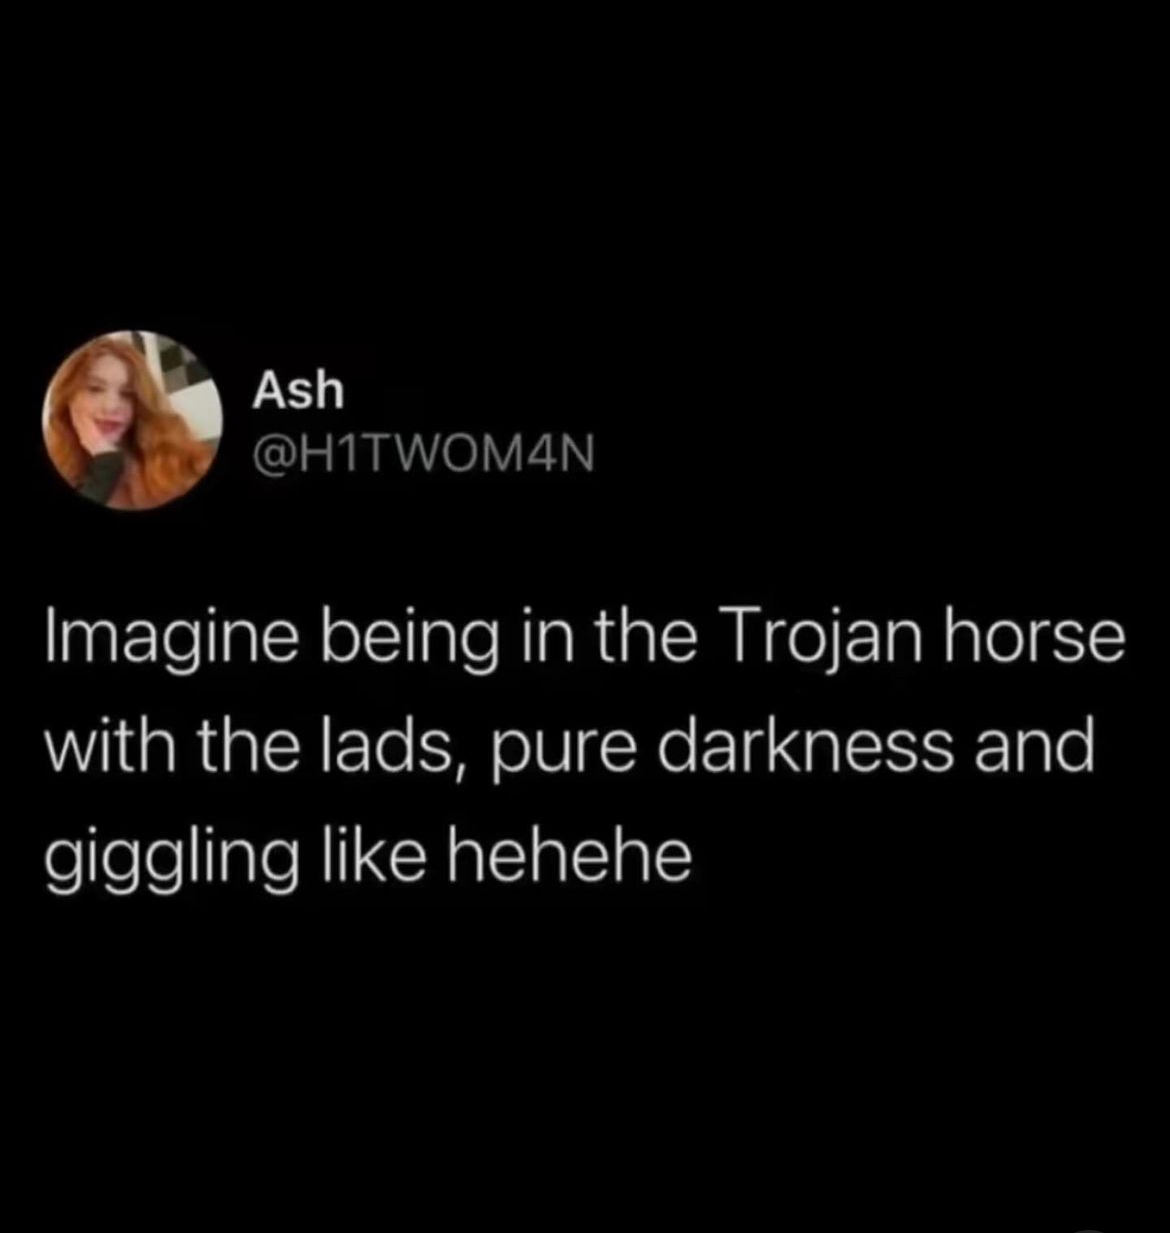 Ash
@H1TWOM4N
Imagine being in the Trojan horse
with the lads, pure darkness and
giggling like hehehe